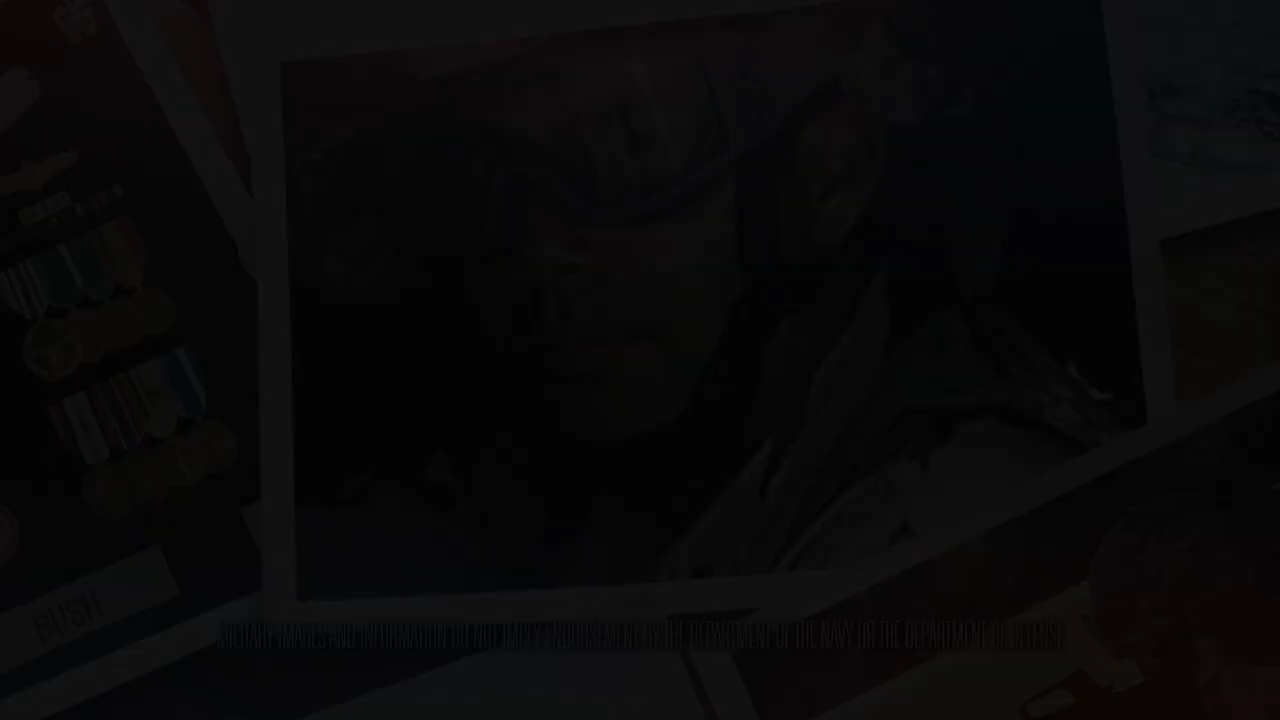 BUSH
MILITARY IMAGES AND INFORMATION DO NOT IMPLY ENDORSEMENT BY THE DEPARTMENT OF THE NAVY OR THE DEPARTMENT OF DEFENSE